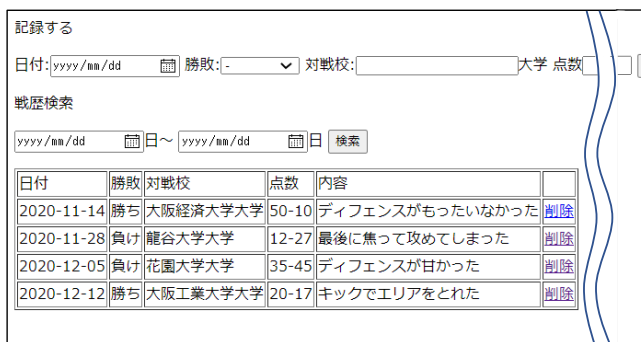 記録する
日付: yyyy/mm/dd 勝敗: - 対戦校: 大学 点数
戦歴検索
yyyy/mm/dd 日～ yyyy/mm/dd 日 検索
日付 勝敗 対戦校 点数 内容
2020-11-14 勝ち 大阪経済大学大学 50-10 ディフェンスがもったいなかった 削除
2020-11-28 負け 龍谷大学大学 12-27 最後に焦って攻めてしまった 削除
2020-12-05 負け 花園大学大学 35-45 ディフェンスが甘かった 削除
2020-12-12 勝ち 大阪工業大学大学 20-17 キックでエリアをとれた 削除